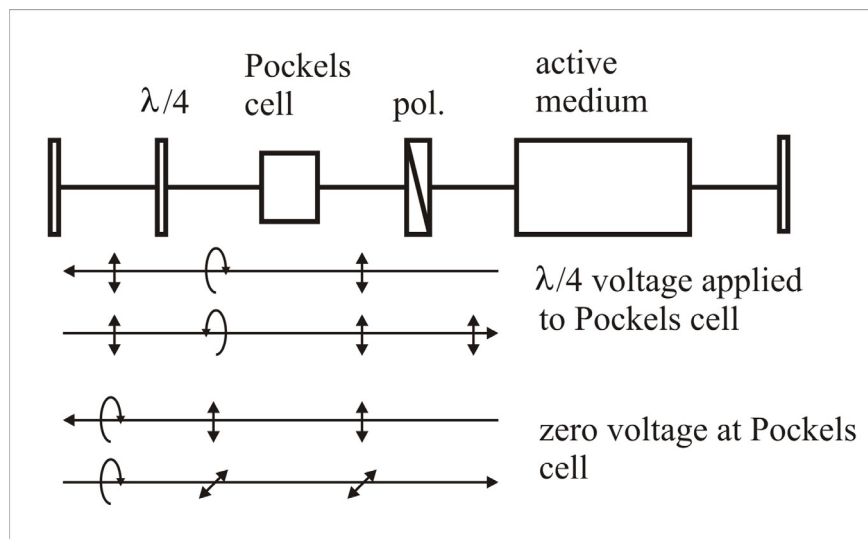 λ/4
Pockels
cell
pol.
active
medium
λ/4 voltage applied
to Pockels cell
zero voltage at Pockels
cell